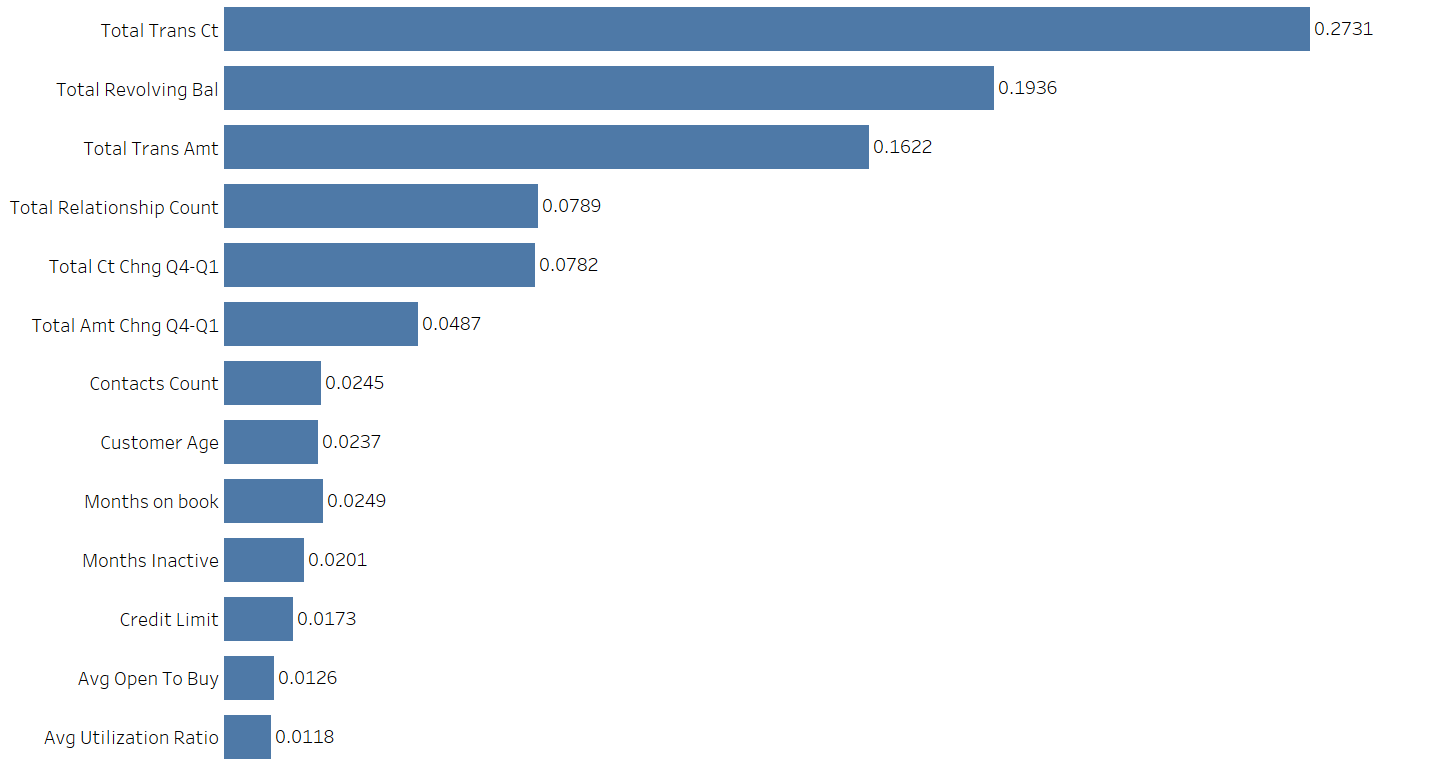 Total Trans Ct 0.2731
Total Revolving Bal 0.1936
Total Trans Amt 0.1622
Total Relationship Count 0.0789
Total Ct Chng Q4-Q1 0.0782
Total Amt Chng Q4-Q1 0.0487
Contacts Count 0.0245
Customer Age 0.0237
Months on book 0.0249
Months Inactive 0.0201
Credit Limit 0.0173
Avg Open To Buy 0.0126
Avg Utilization Ratio 0.0118